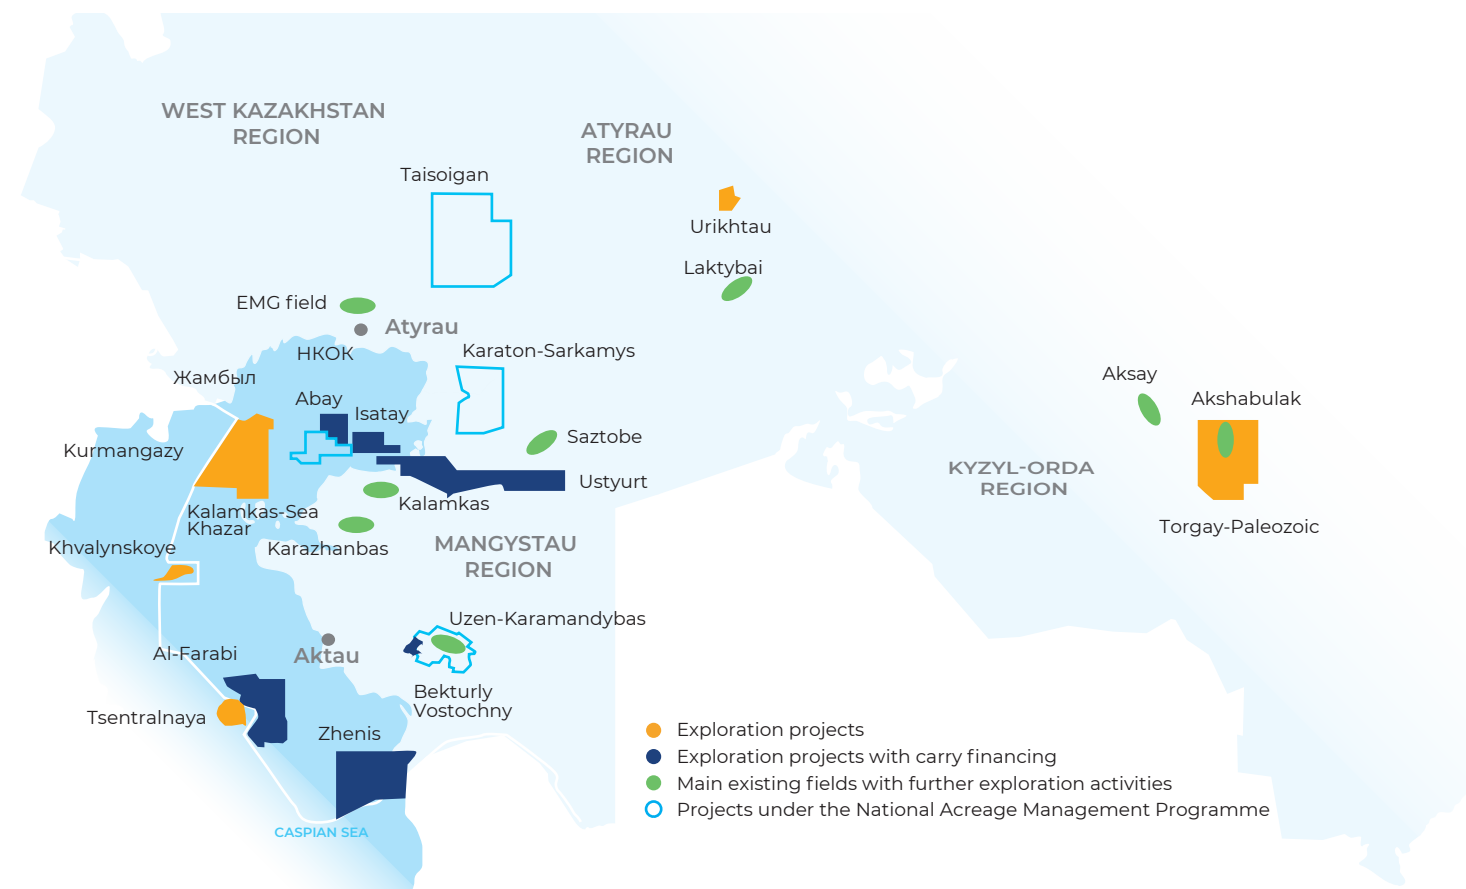 WEST KAZAKHSTAN
REGION
ATYRAU
REGION
Taisoigan
Urikhtau
Laktybai
EMG field
Atyrau
НКОК
Karaton-Sarkamys
Жамбыл
Abay
Isatay
Kurmangazy
Saztobe
Ustyurt
Kalamkas
Kalamkas-Sea
Khazar
Khvalynskoye
Karazhanbas
MANGYSTAU
REGION
Aksay
Akshabulak
KYZYL-ORDA
REGION
Torgay-Paleozoic
Uzen-Karamandybas
Aktau
Al-Farabi
Bekturly
Vostochny
Tsentralnaya
Zhenis
CASPIAN SEA
Exploration projects
Exploration projects with carry financing
Main existing fields with further exploration activities
Projects under the National Acreage Management Programme